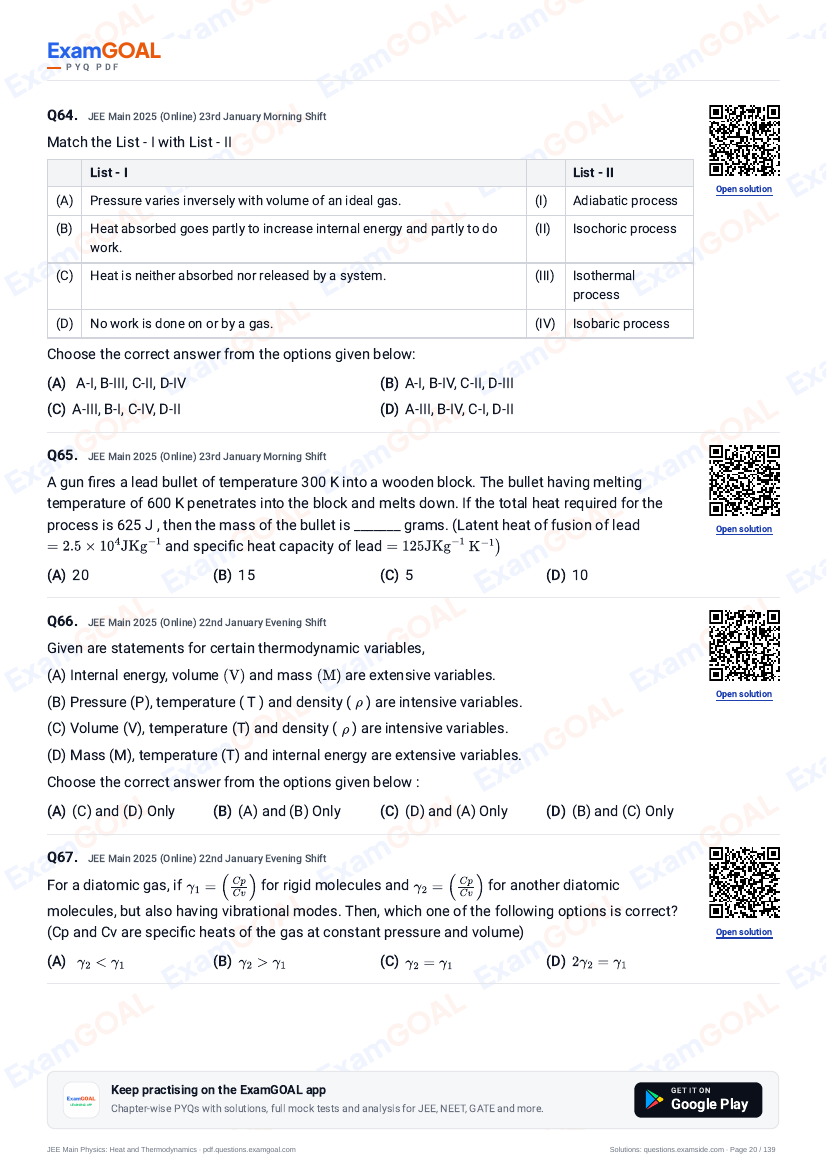 ExamGOAL
PYQ PDF
Q64. JEE Main 2025 (Online) 23rd January Morning Shift
Open solution
Match the List - I with List - II
List - I List - II
(A) Pressure varies inversely with volume of an ideal gas. (I) Adiabatic process
(B) Heat absorbed goes partly to increase internal energy and partly to do work. (II) Isochoric process
(C) Heat is neither absorbed nor released by a system. (III) Isothermal process
(D) No work is done on or by a gas. (IV) Isobaric process
Choose the correct answer from the options given below:
(A) A-I, B-III, C-II, D-IV (B) A-I, B-IV, C-II, D-III
(C) A-III, B-I, C-IV, D-II (D) A-III, B-IV, C-I, D-II
Q65. JEE Main 2025 (Online) 23rd January Morning Shift
Open solution
A gun fires a lead bullet of temperature 300 K into a wooden block. The bullet having melting
temperature of 600 K penetrates into the block and melts down. If the total heat required for the
process is 625 J , then the mass of the bullet is _______ grams. (Latent heat of fusion of lead
= 2.5 × 10⁴JKg⁻¹ and specific heat capacity of lead = 125JKg⁻¹ K⁻¹)
(A) 20 (B) 15 (C) 5 (D) 10
Q66. JEE Main 2025 (Online) 22nd January Evening Shift
Open solution
Given are statements for certain thermodynamic variables,
(A) Internal energy, volume (V) and mass (M) are extensive variables.
(B) Pressure (P), temperature ( T ) and density ( ρ ) are intensive variables.
(C) Volume (V), temperature (T) and density ( ρ ) are intensive variables.
(D) Mass (M), temperature (T) and internal energy are extensive variables.
Choose the correct answer from the options given below :
(A) (C) and (D) Only (B) (A) and (B) Only (C) (D) and (A) Only (D) (B) and (C) Only
Q67. JEE Main 2025 (Online) 22nd January Evening Shift
Open solution
For a diatomic gas, if γ₁ = (Cp/Cv) for rigid molecules and γ₂ = (Cp/Cv) for another diatomic
molecules, but also having vibrational modes. Then, which one of the following options is correct?
(Cp and Cv are specific heats of the gas at constant pressure and volume)
(A) γ₂ < γ₁ (B) γ₂ > γ₁ (C) γ₂ = γ₁ (D) 2γ₂ = γ₁
ExamGOAL
Keep practising on the ExamGOAL app
Chapter-wise PYQs with solutions, full mock tests and analysis for JEE, NEET, GATE and more.
GET IT ON
Google Play
JEE Main Physics: Heat and Thermodynamics · pdf.questions.examgoal.com
Solutions: questions.examside.com · Page 20 / 139